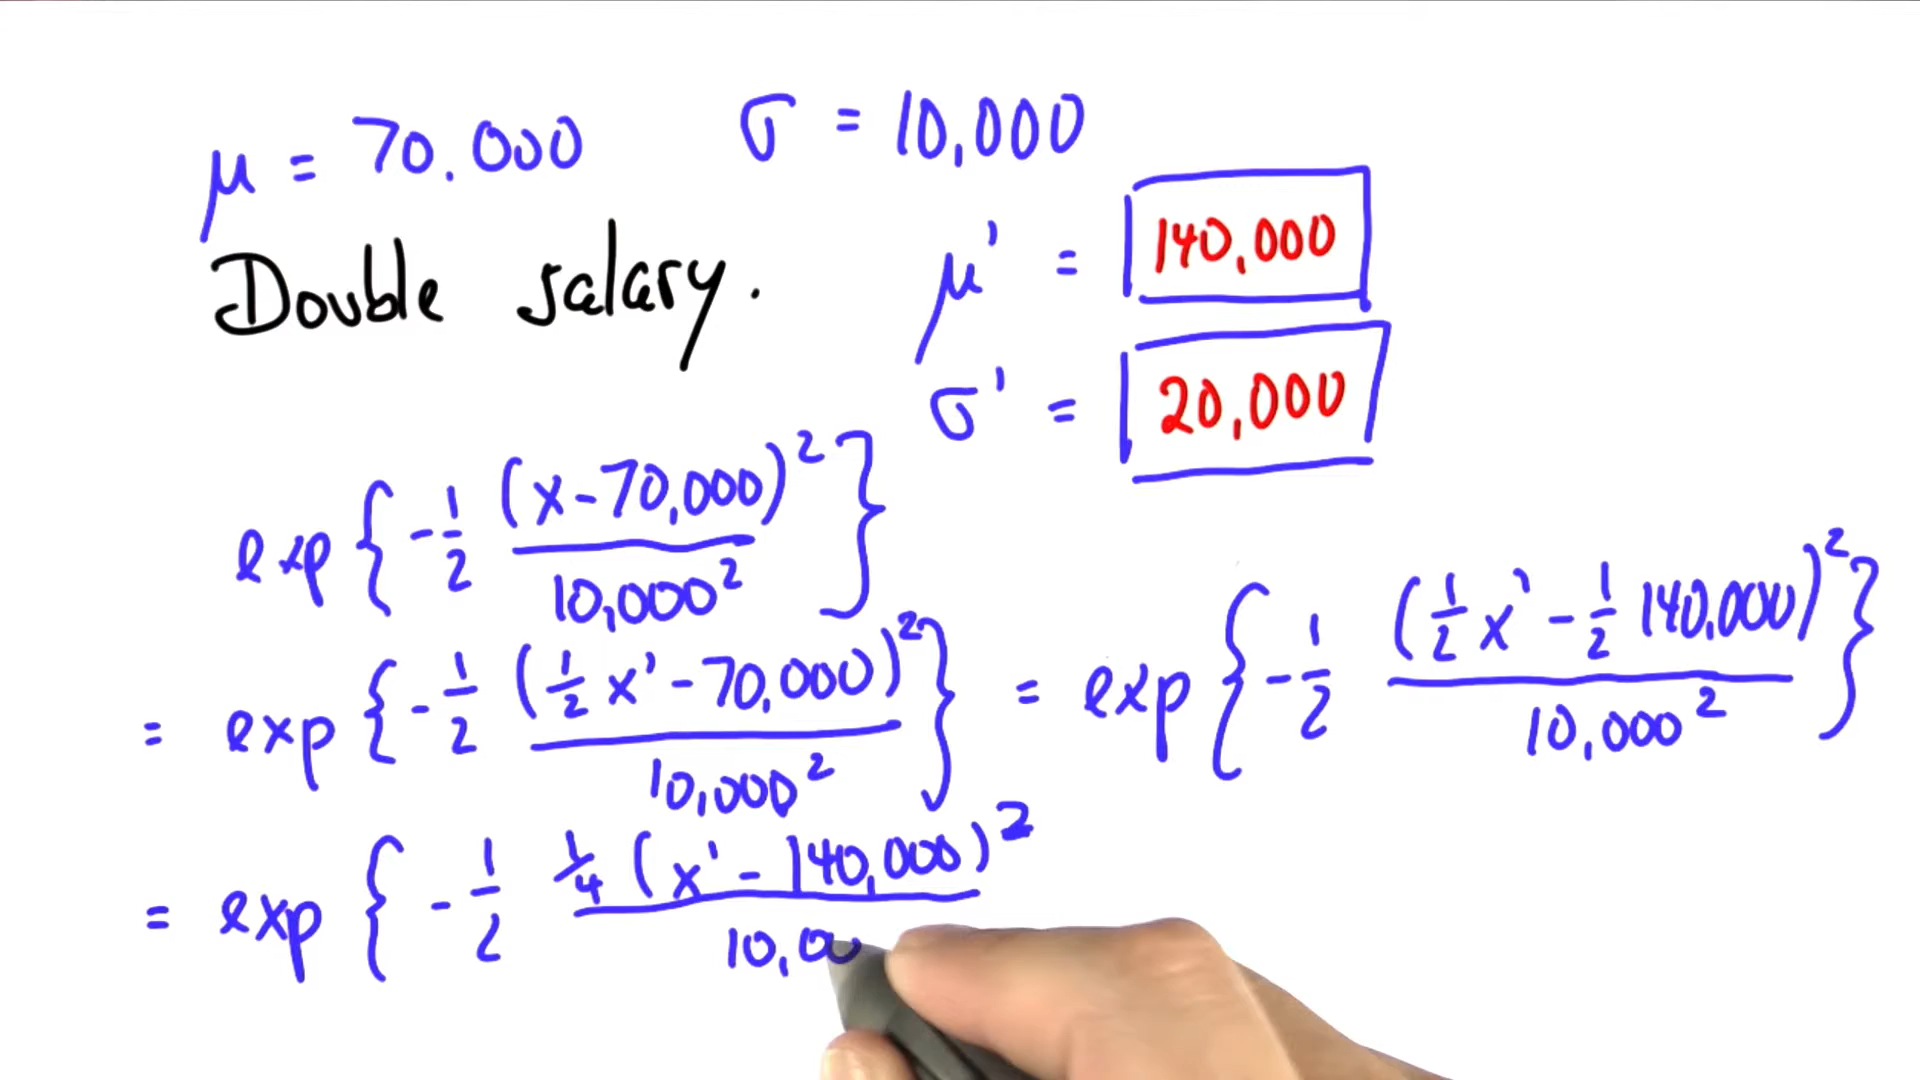 μ = 70.000 σ = 10,000
Double salary. μ' = 140,000
σ' = 20,000
exp { -1/2 (x-70,000)² / 10,000² }
= exp { -1/2 (1/2 x' - 70,000)² / 10,000² } = exp { -1/2 (1/2 x' - 1/2 140,000)² / 10,000² }
= exp { -1/2 1/4 (x' - 140,000)² / 10,00